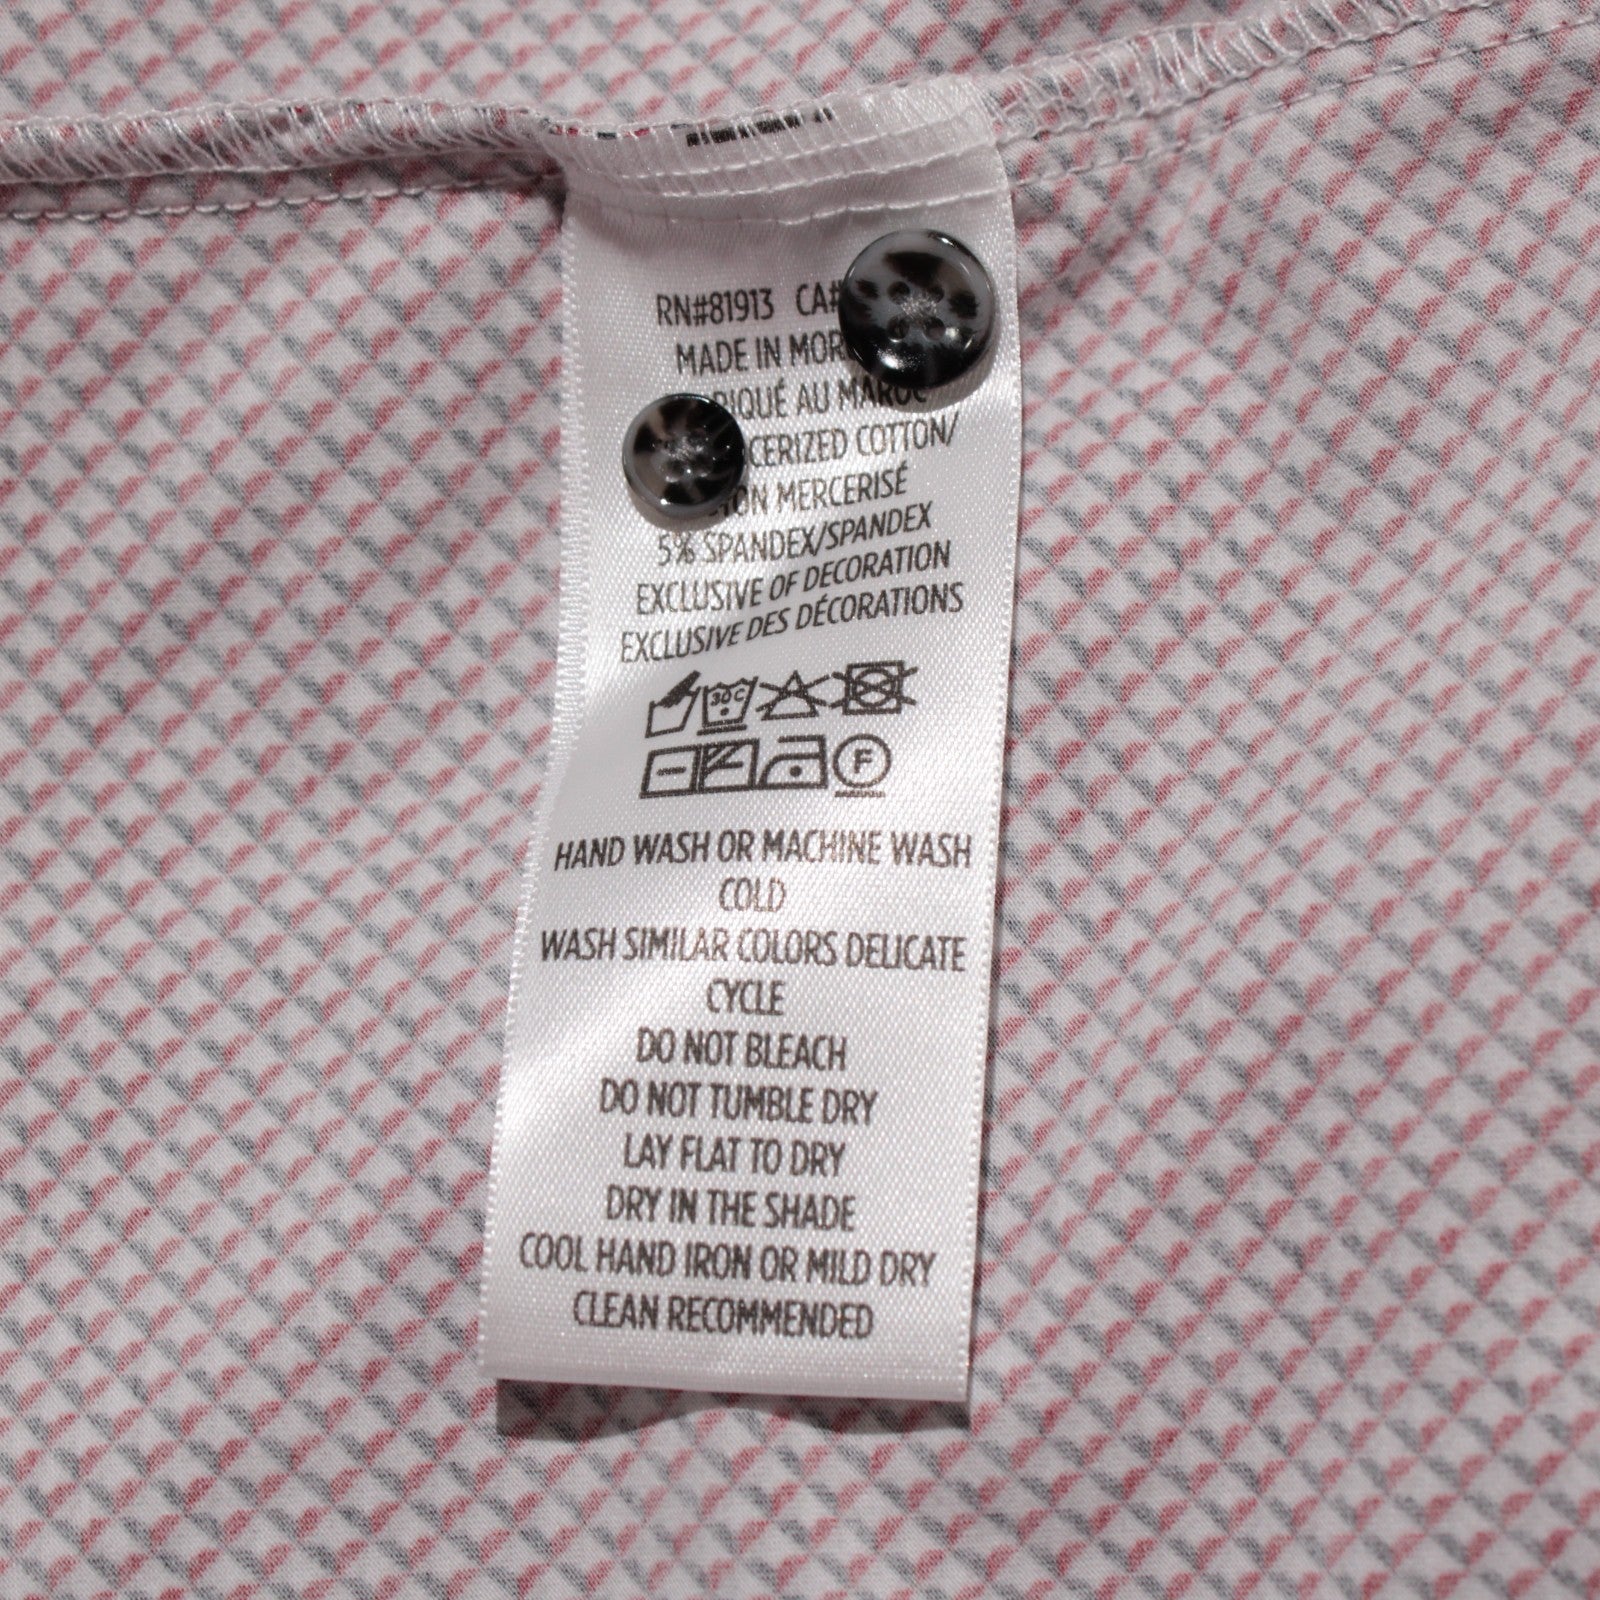 RN#81913 CA#
MADE IN MOR
RIQUÉ AU MAROC
CERIZED COTTON/
ON MERCERISÉ
5% SPANDEX/SPANDEX
EXCLUSIVE OF DECORATION
EXCLUSIVE DES DÉCORATIONS
30C
F
HAND WASH OR MACHINE WASH
COLD
WASH SIMILAR COLORS DELICATE
CYCLE
DO NOT BLEACH
DO NOT TUMBLE DRY
LAY FLAT TO DRY
DRY IN THE SHADE
COOL HAND IRON OR MILD DRY
CLEAN RECOMMENDED